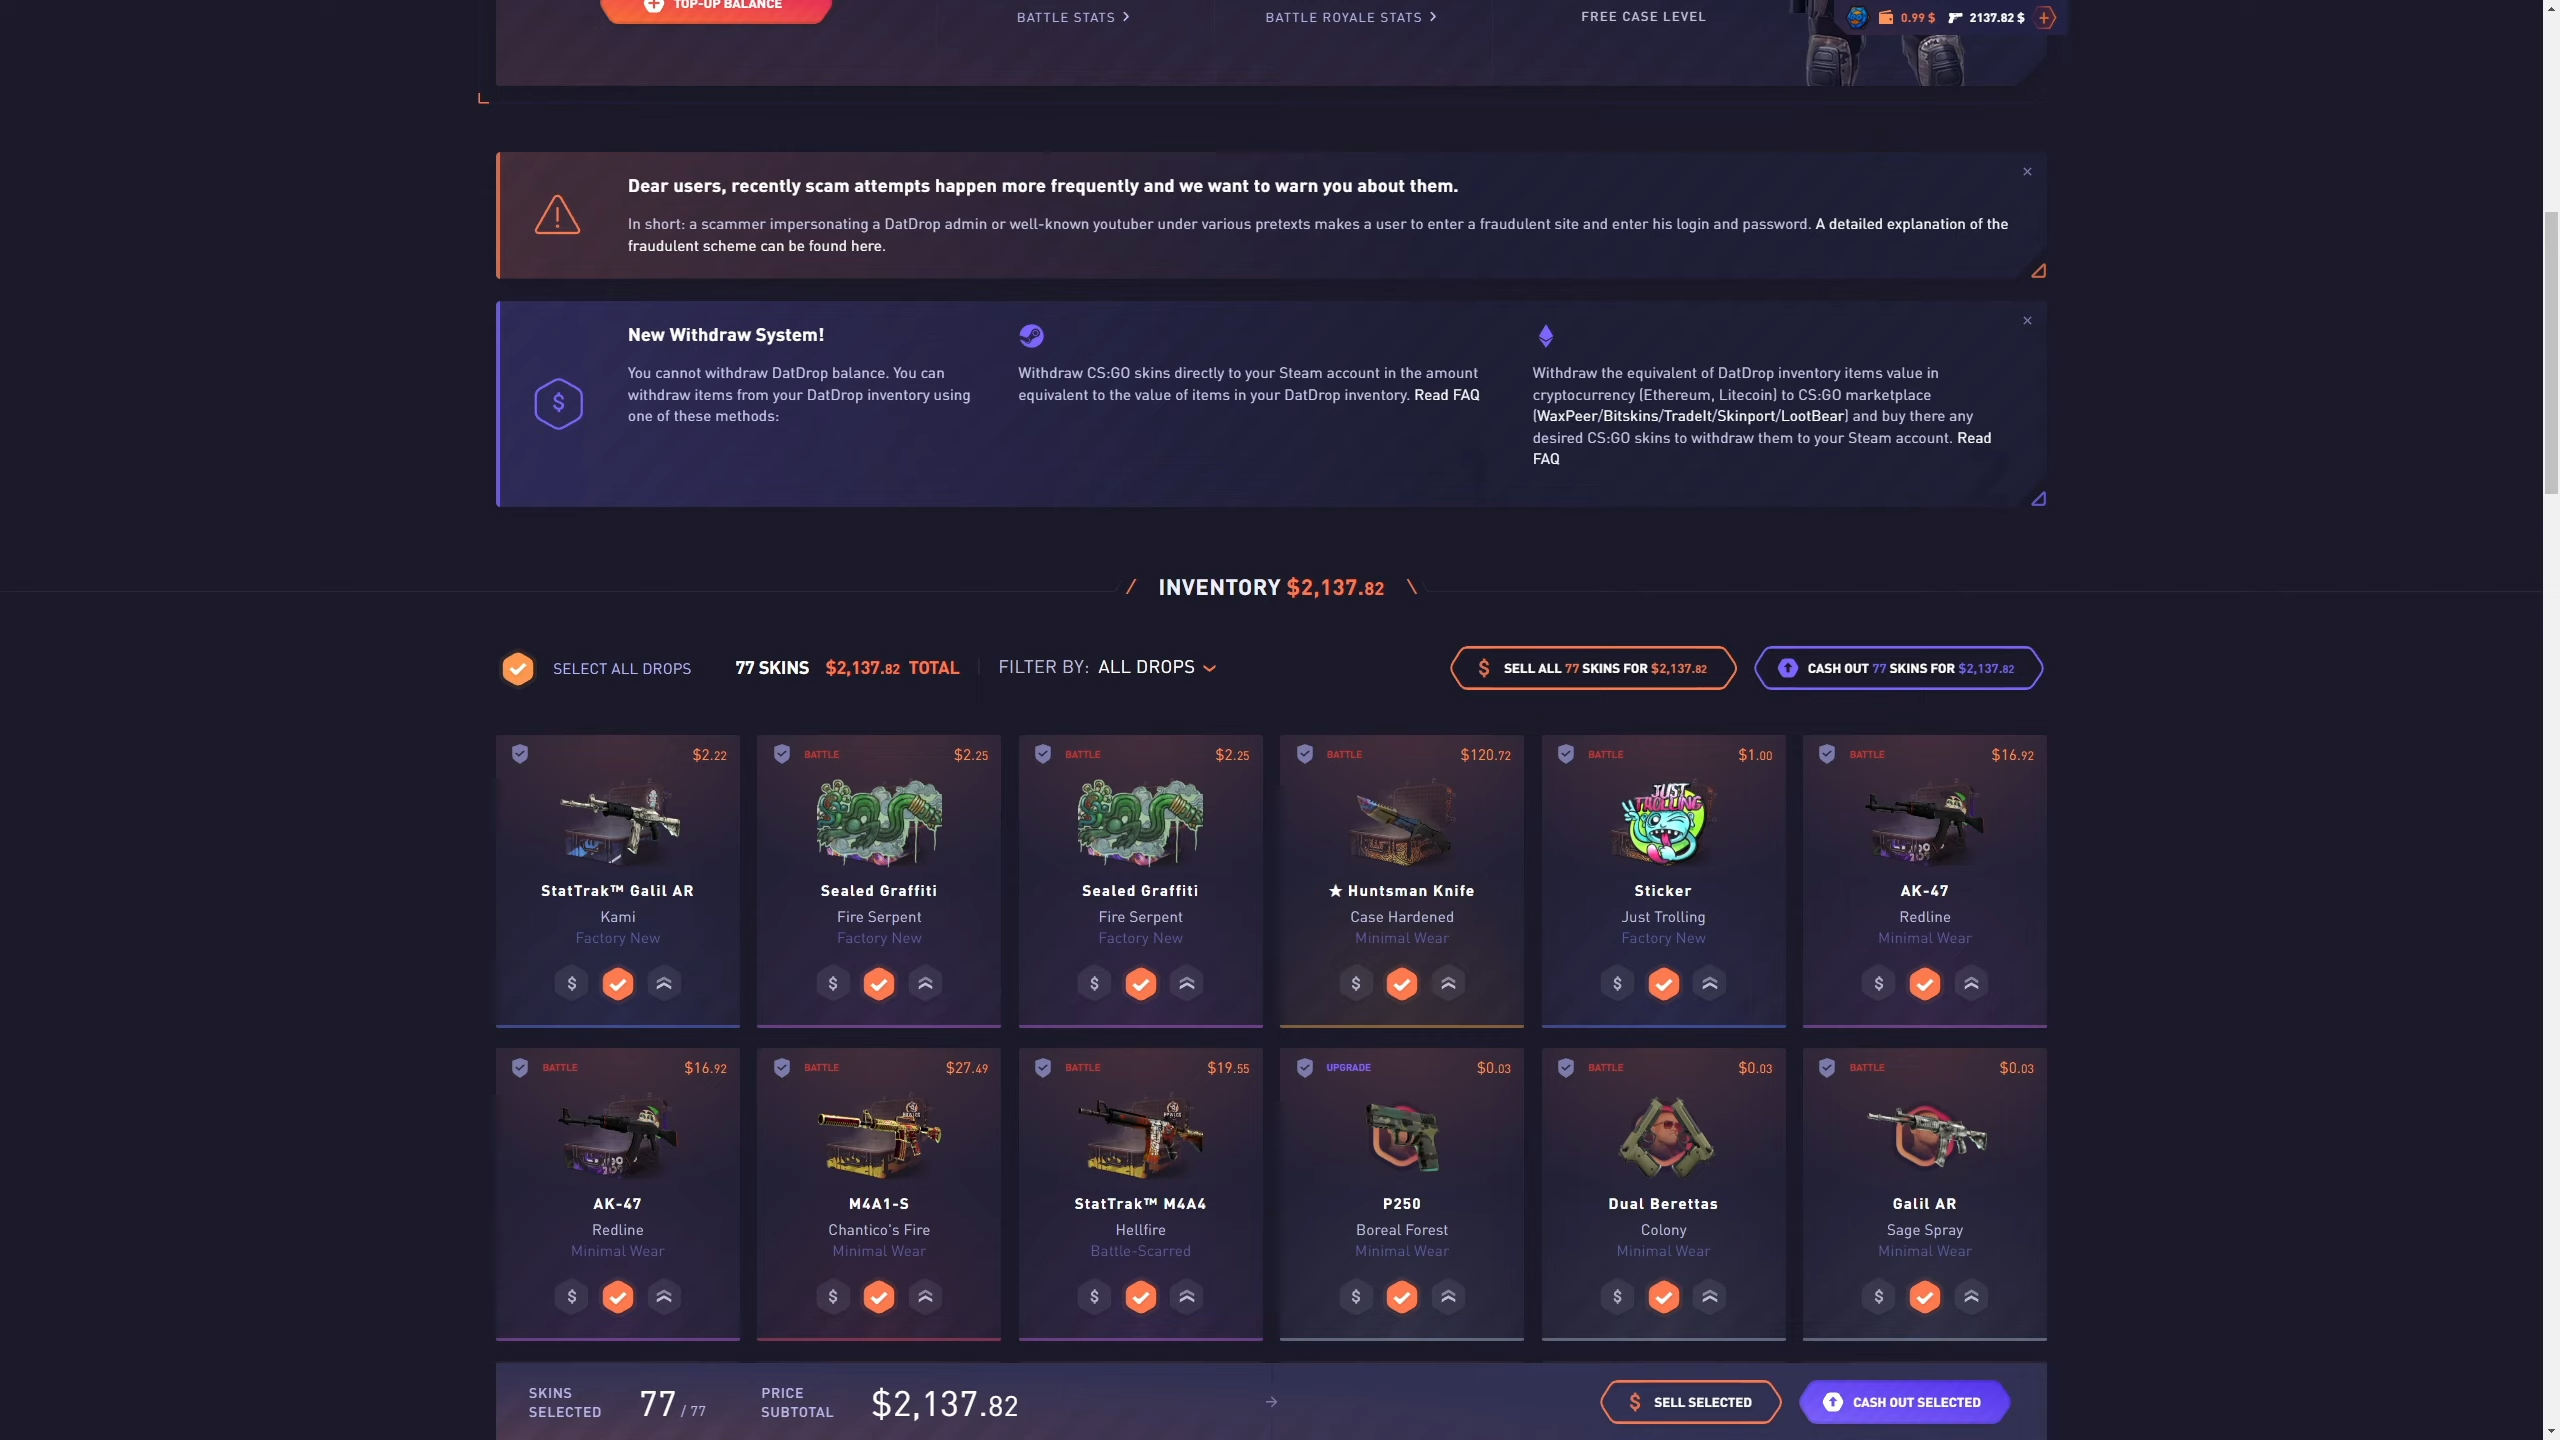 TOP-UP BALANCE
BATTLE STATS
BATTLE ROYALE STATS
FREE CASE LEVEL
0.99 $
2137.82 $
Dear users, recently scam attempts happen more frequently and we want to warn you about them.
In short: a scammer impersonating a DatDrop admin or well-known youtuber under various pretexts makes a user to enter a fraudulent site and enter his login and password. A detailed explanation of the
fraudulent scheme can be found here.
New Withdraw System!
You cannot withdraw DatDrop balance. You can
withdraw items from your DatDrop inventory using
one of these methods:
Withdraw CS:GO skins directly to your Steam account in the amount
equivalent to the value of items in your DatDrop inventory. Read FAQ
Withdraw the equivalent of DatDrop inventory items value in
cryptocurrency (Ethereum, Litecoin) to CS:GO marketplace
(WaxPeer/Bitskins/TradeIt/Skinport/LootBear) and buy there any
desired CS:GO skins to withdraw them to your Steam account. Read
FAQ
INVENTORY $2,137.82
SELECT ALL DROPS
77 SKINS $2,137.82 TOTAL
FILTER BY: ALL DROPS
$ SELL ALL 77 SKINS FOR $2,137.82
CASH OUT 77 SKINS FOR $2,137.82
$2.22
StatTrak™ Galil AR
Kami
Factory New
$
BATTLE $2.25
Sealed Graffiti
Fire Serpent
Factory New
$
BATTLE $2.25
Sealed Graffiti
Fire Serpent
Factory New
$
BATTLE $120.72
★ Huntsman Knife
Case Hardened
Minimal Wear
$
BATTLE $1.00
JUST
TROLLING
Sticker
Just Trolling
Factory New
$
BATTLE $16.92
AK-47
Redline
Minimal Wear
$
BATTLE $16.92
AK-47
Redline
Minimal Wear
$
BATTLE $27.49
M4A1-S
Chantico's Fire
Minimal Wear
$
BATTLE $19.55
StatTrak™ M4A4
Hellfire
Battle-Scarred
$
UPGRADE $0.03
P250
Boreal Forest
Minimal Wear
$
BATTLE $0.03
Dual Berettas
Colony
Minimal Wear
$
BATTLE $0.03
Galil AR
Sage Spray
Minimal Wear
$
SKINS
SELECTED
77 / 77
PRICE
SUBTOTAL
$2,137.82
$ SELL SELECTED
CASH OUT SELECTED